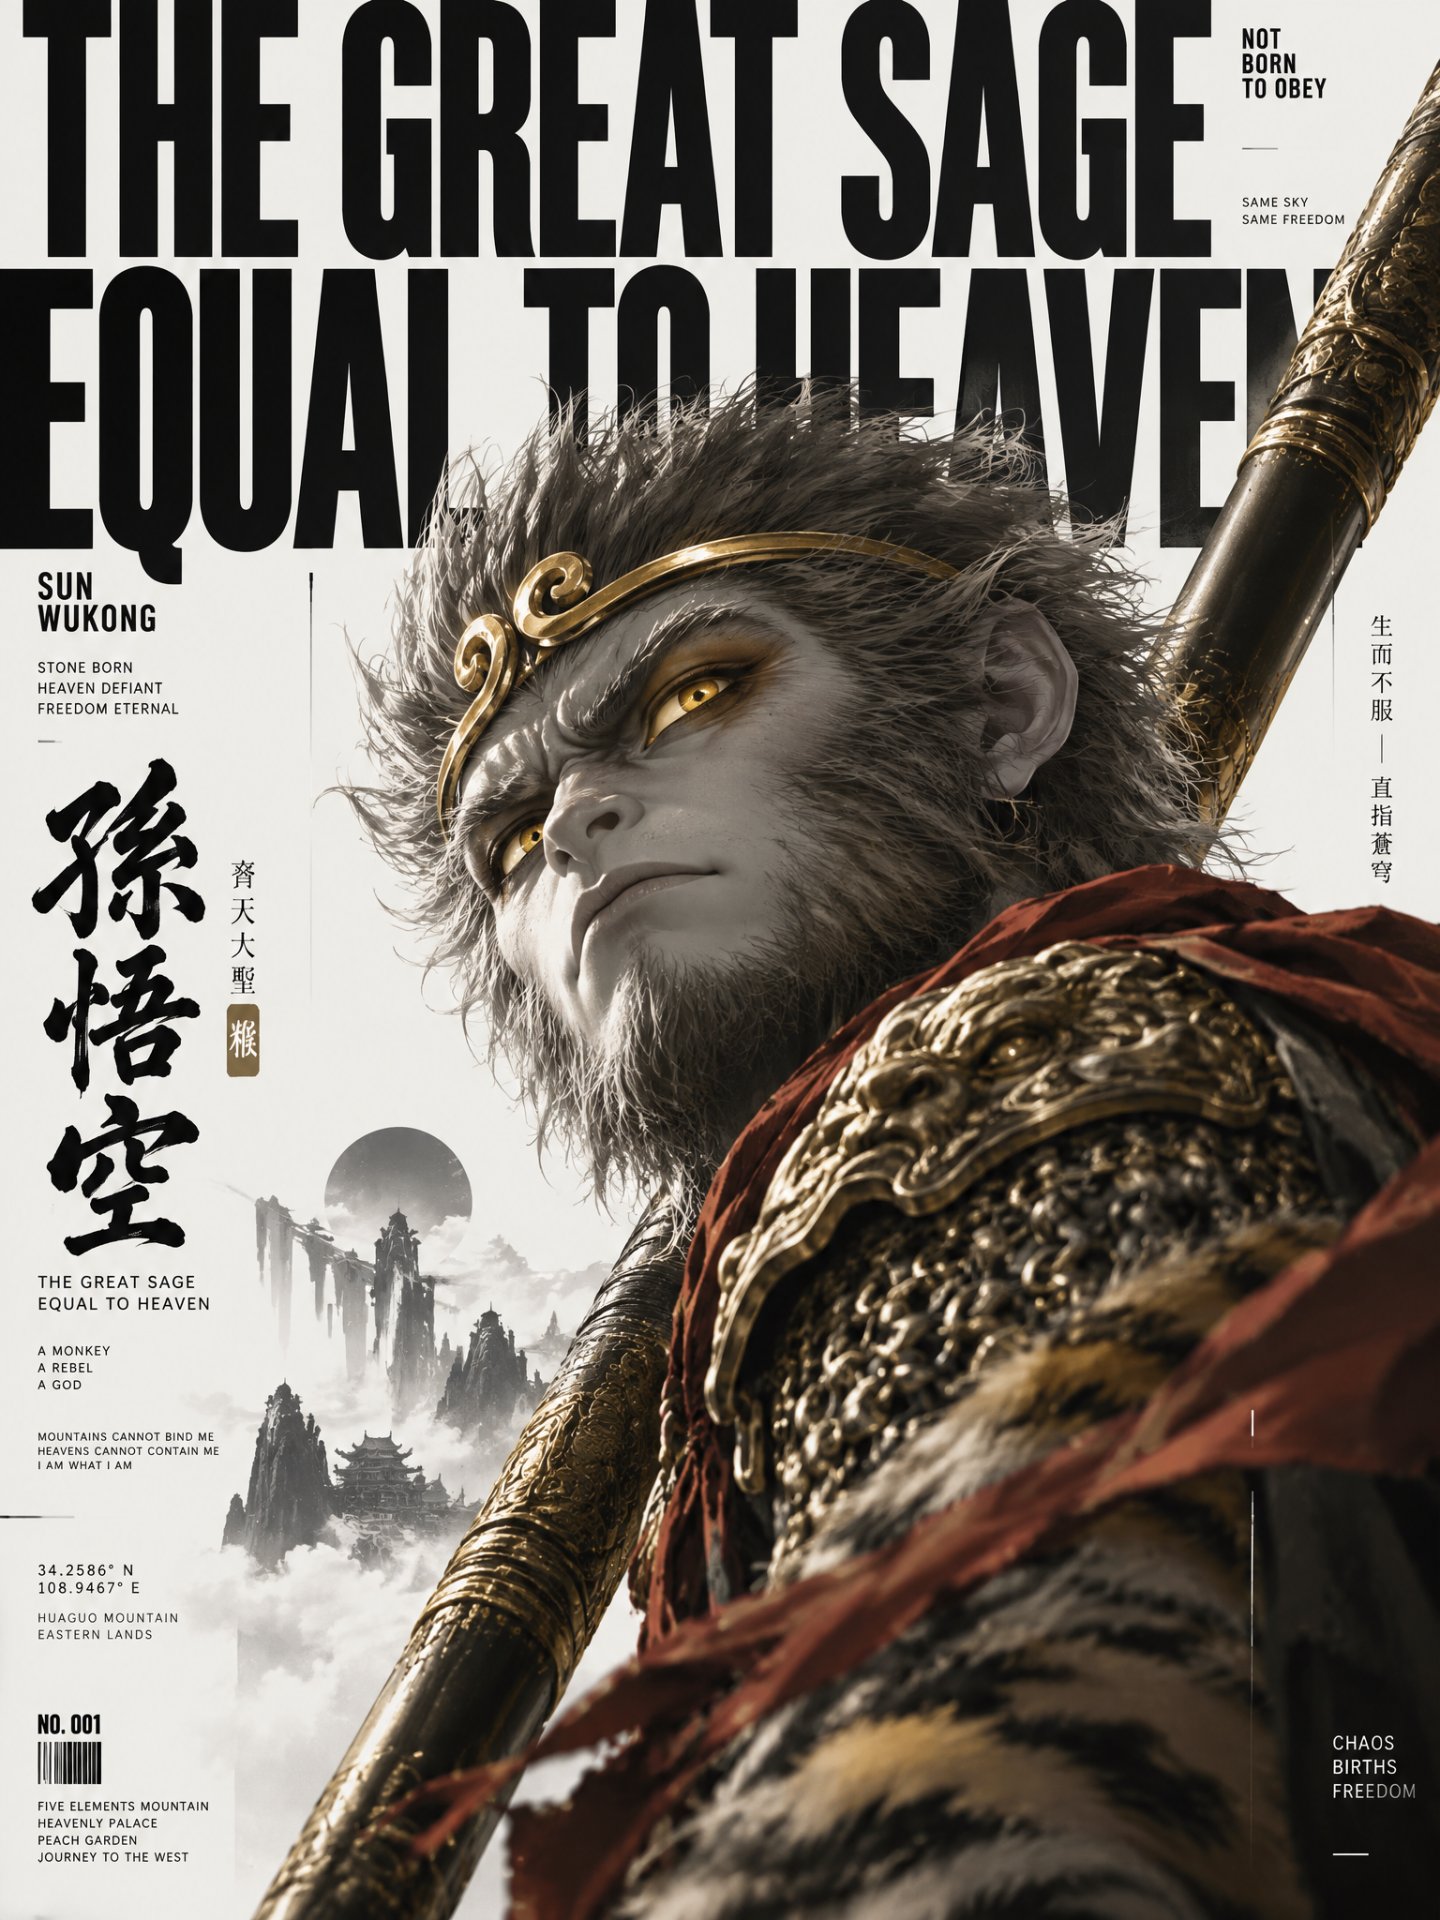 THE GREAT SAGE
EQUAL TO HEAVEN
NOT
BORN
TO OBEY
SAME SKY
SAME FREEDOM
SUN
WUKONG
STONE BORN
HEAVEN DEFIANT
FREEDOM ETERNAL
孫悟空
齊天大聖
生而不服 — 直指蒼穹
THE GREAT SAGE
EQUAL TO HEAVEN
A MONKEY
A REBEL
A GOD
MOUNTAINS CANNOT BIND ME
HEAVENS CANNOT CONTAIN ME
I AM WHAT I AM
34.2586° N
108.9467° E
HUAGUO MOUNTAIN
EASTERN LANDS
NO. 001
FIVE ELEMENTS MOUNTAIN
HEAVENLY PALACE
PEACH GARDEN
JOURNEY TO THE WEST
CHAOS
BIRTHS
FREEDOM